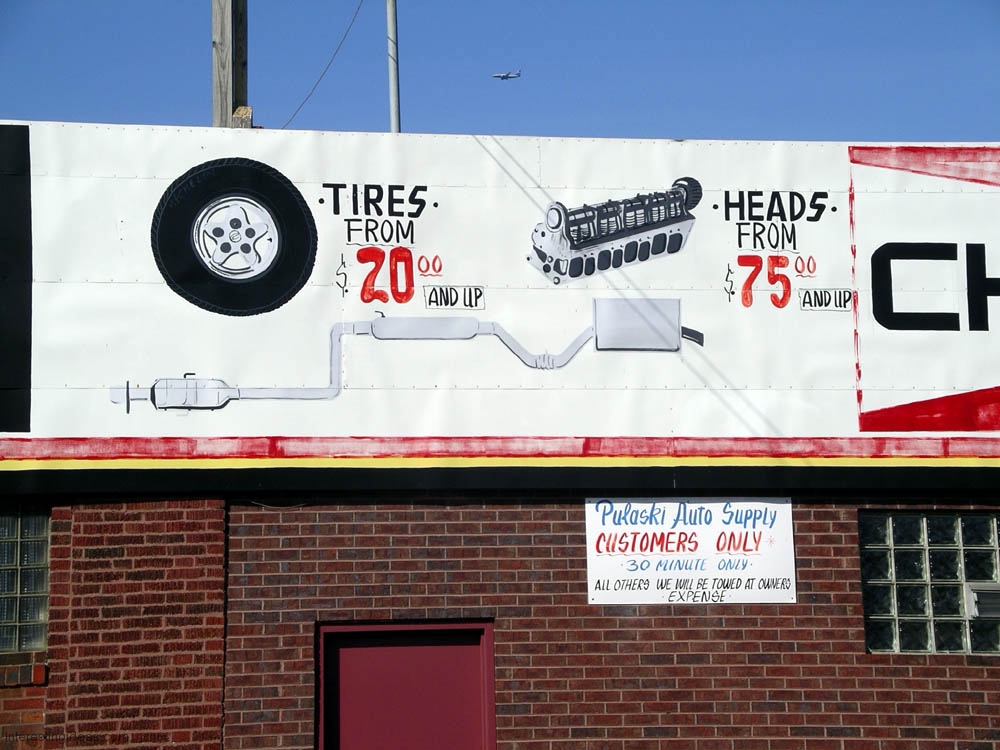 ·TIRES·
FROM
$20 00
AND UP
·HEADS·
FROM
$75 00
AND UP
CH
Pulaski Auto Supply
CUSTOMERS ONLY*
·30 MINUTE ONLY·
ALL OTHERS WE WILL BE TOWED AT OWNERS
·EXPENSE·